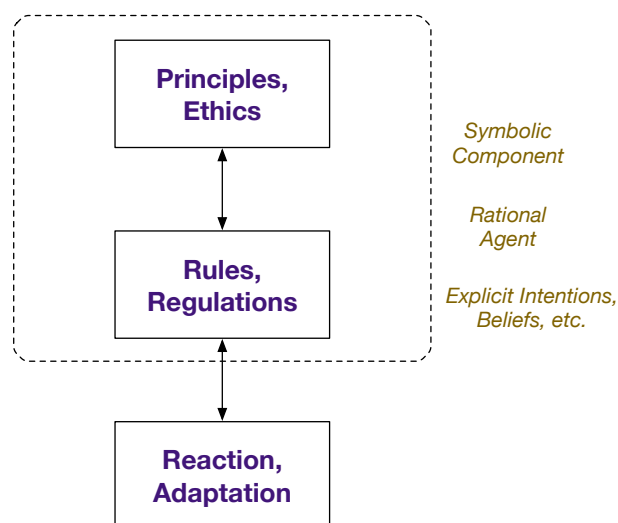 Principles,
Ethics
Symbolic
Component
Rational
Agent
Rules,
Regulations
Explicit Intentions,
Beliefs, etc.
Reaction,
Adaptation